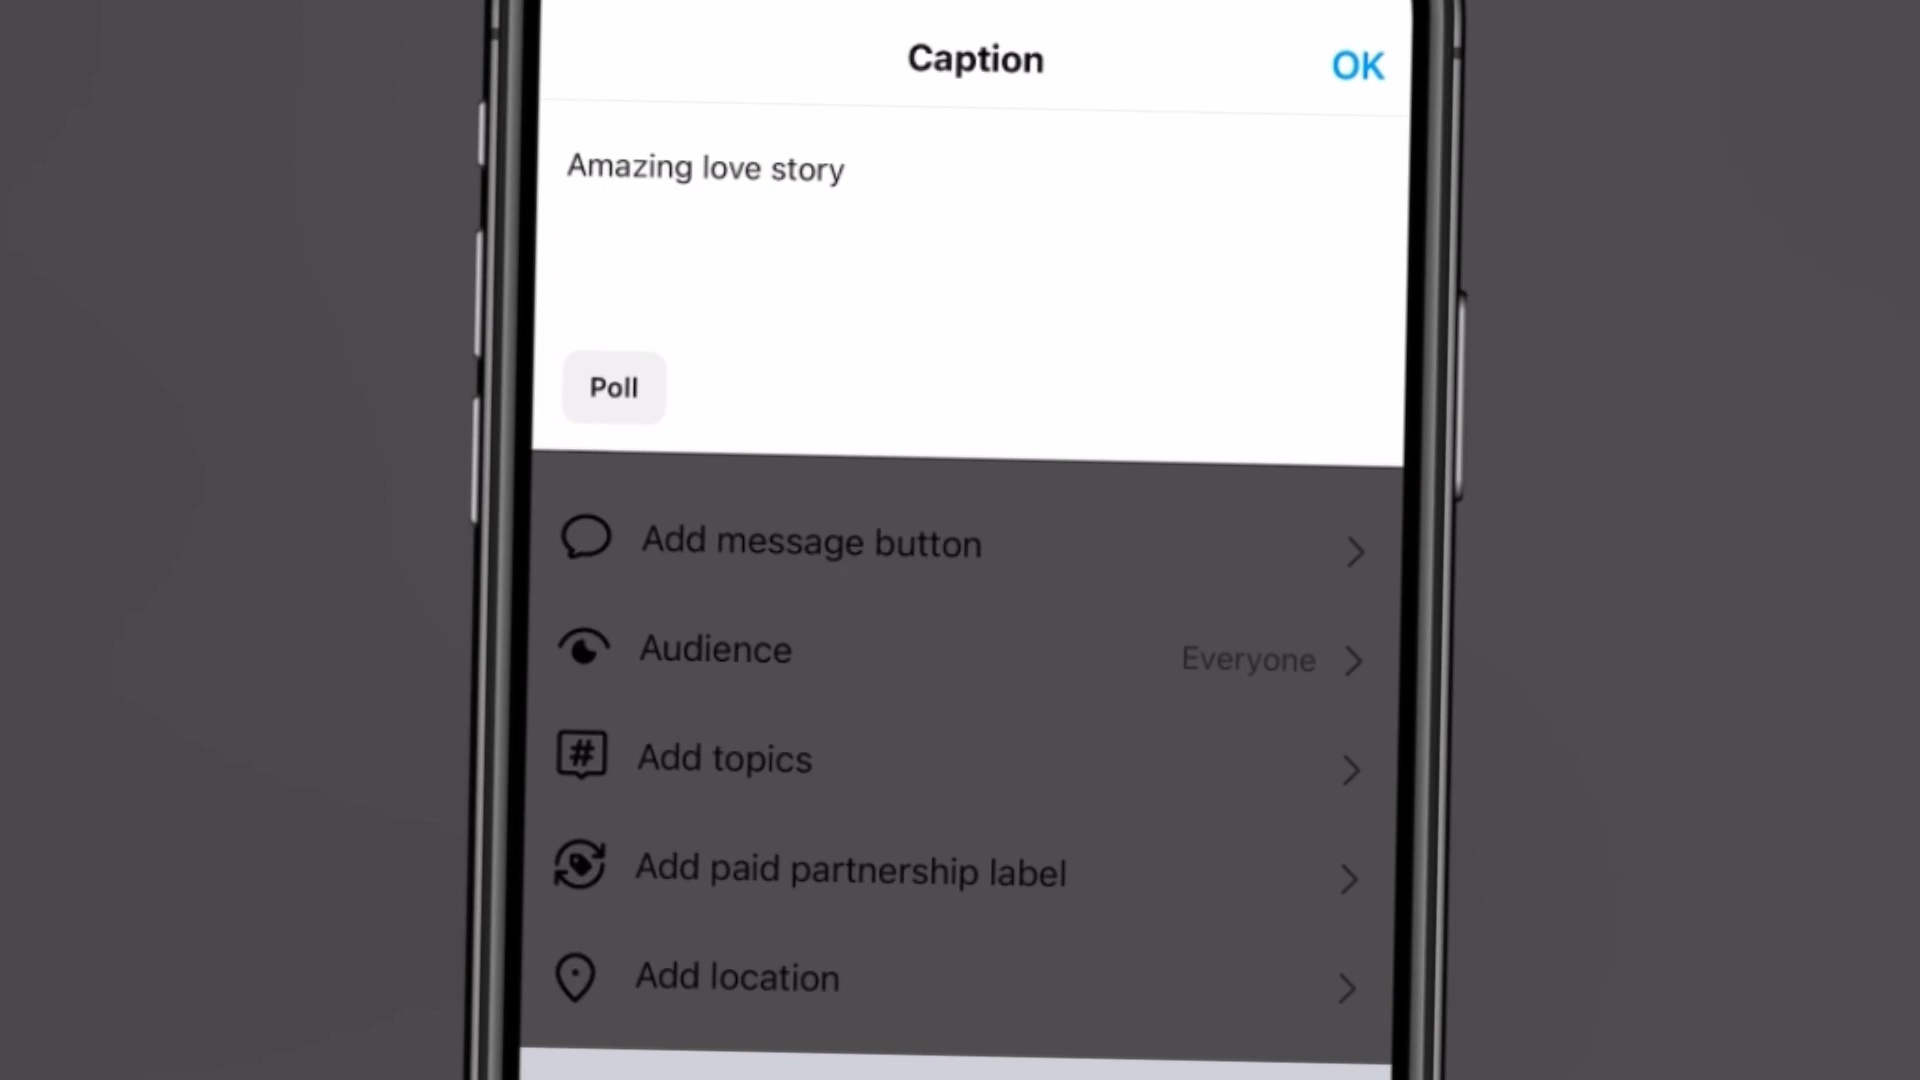 Caption
OK
Amazing love story
Poll
Add message button
Audience
Everyone
Add topics
#
Add paid partnership label
Add location